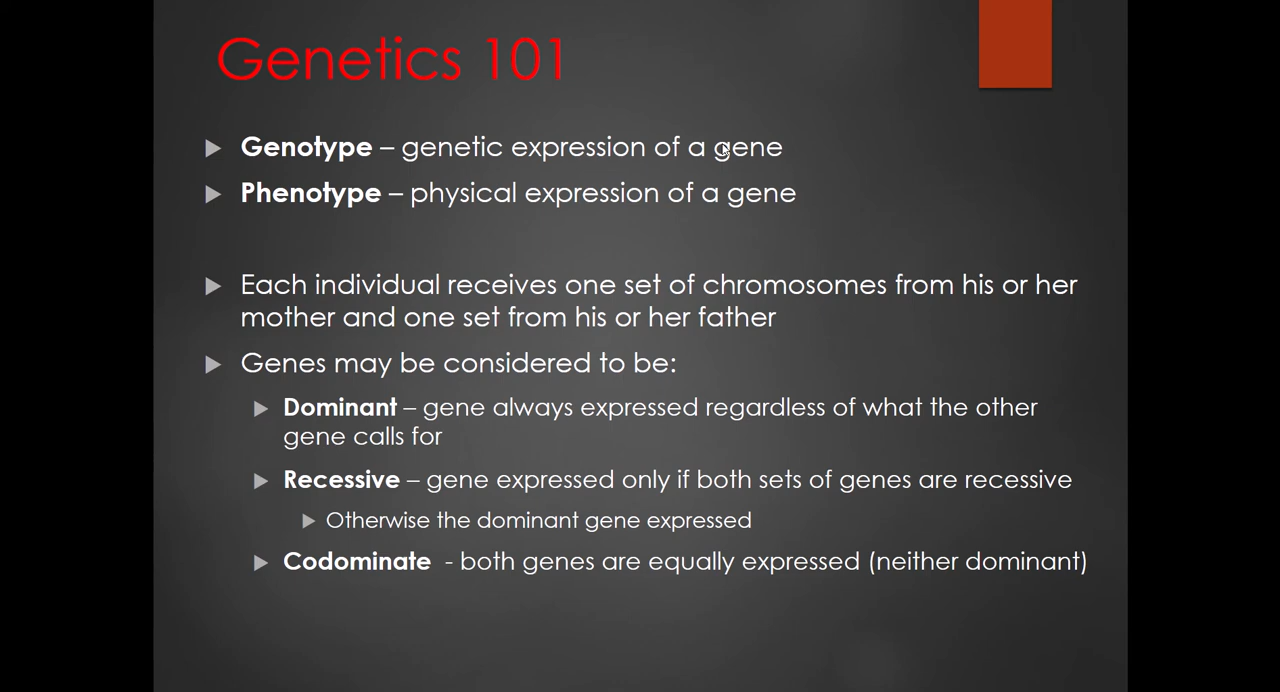 Genetics 101
Genotype – genetic expression of a gene
Phenotype – physical expression of a gene
Each individual receives one set of chromosomes from his or her
mother and one set from his or her father
Genes may be considered to be:
Dominant – gene always expressed regardless of what the other
gene calls for
Recessive – gene expressed only if both sets of genes are recessive
Otherwise the dominant gene expressed
Codominate - both genes are equally expressed (neither dominant)